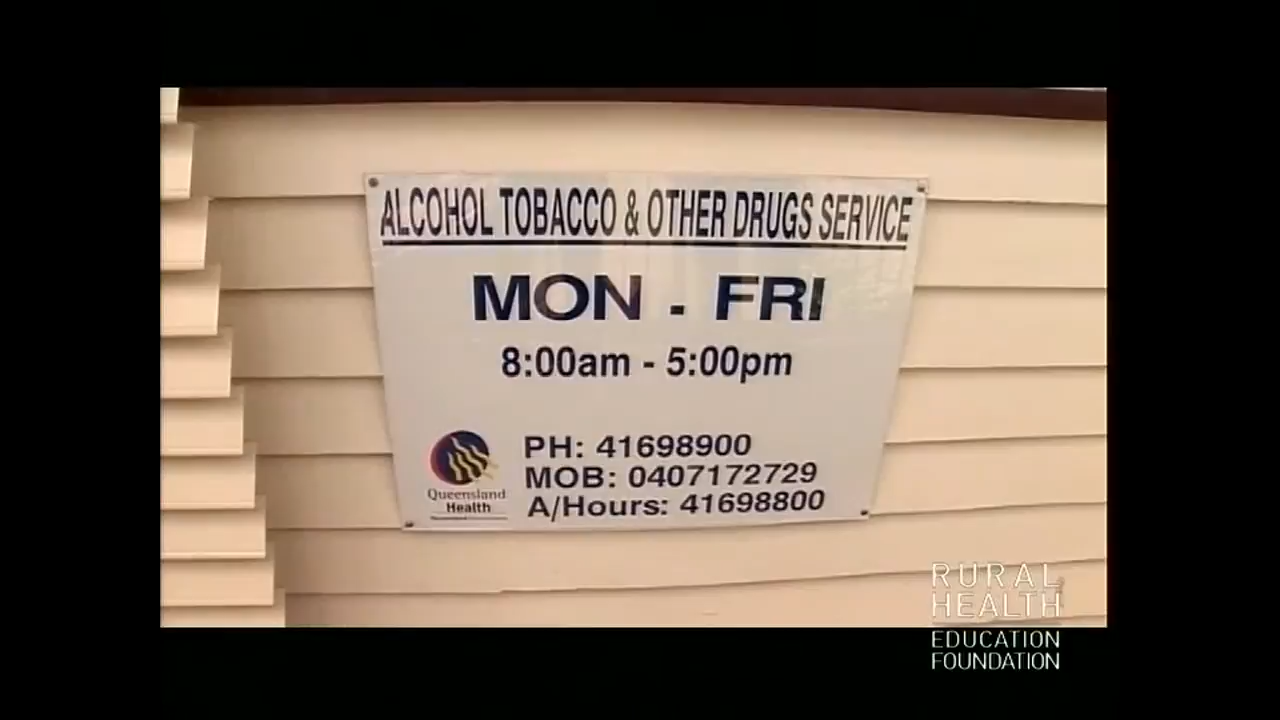 ALCOHOL TOBACCO & OTHER DRUGS SERVICE
MON - FRI
8:00am - 5:00pm
PH: 41698900
MOB: 0407172729
A/Hours: 41698800
Queensland
Health
RURAL
HEALTH
EDUCATION
FOUNDATION